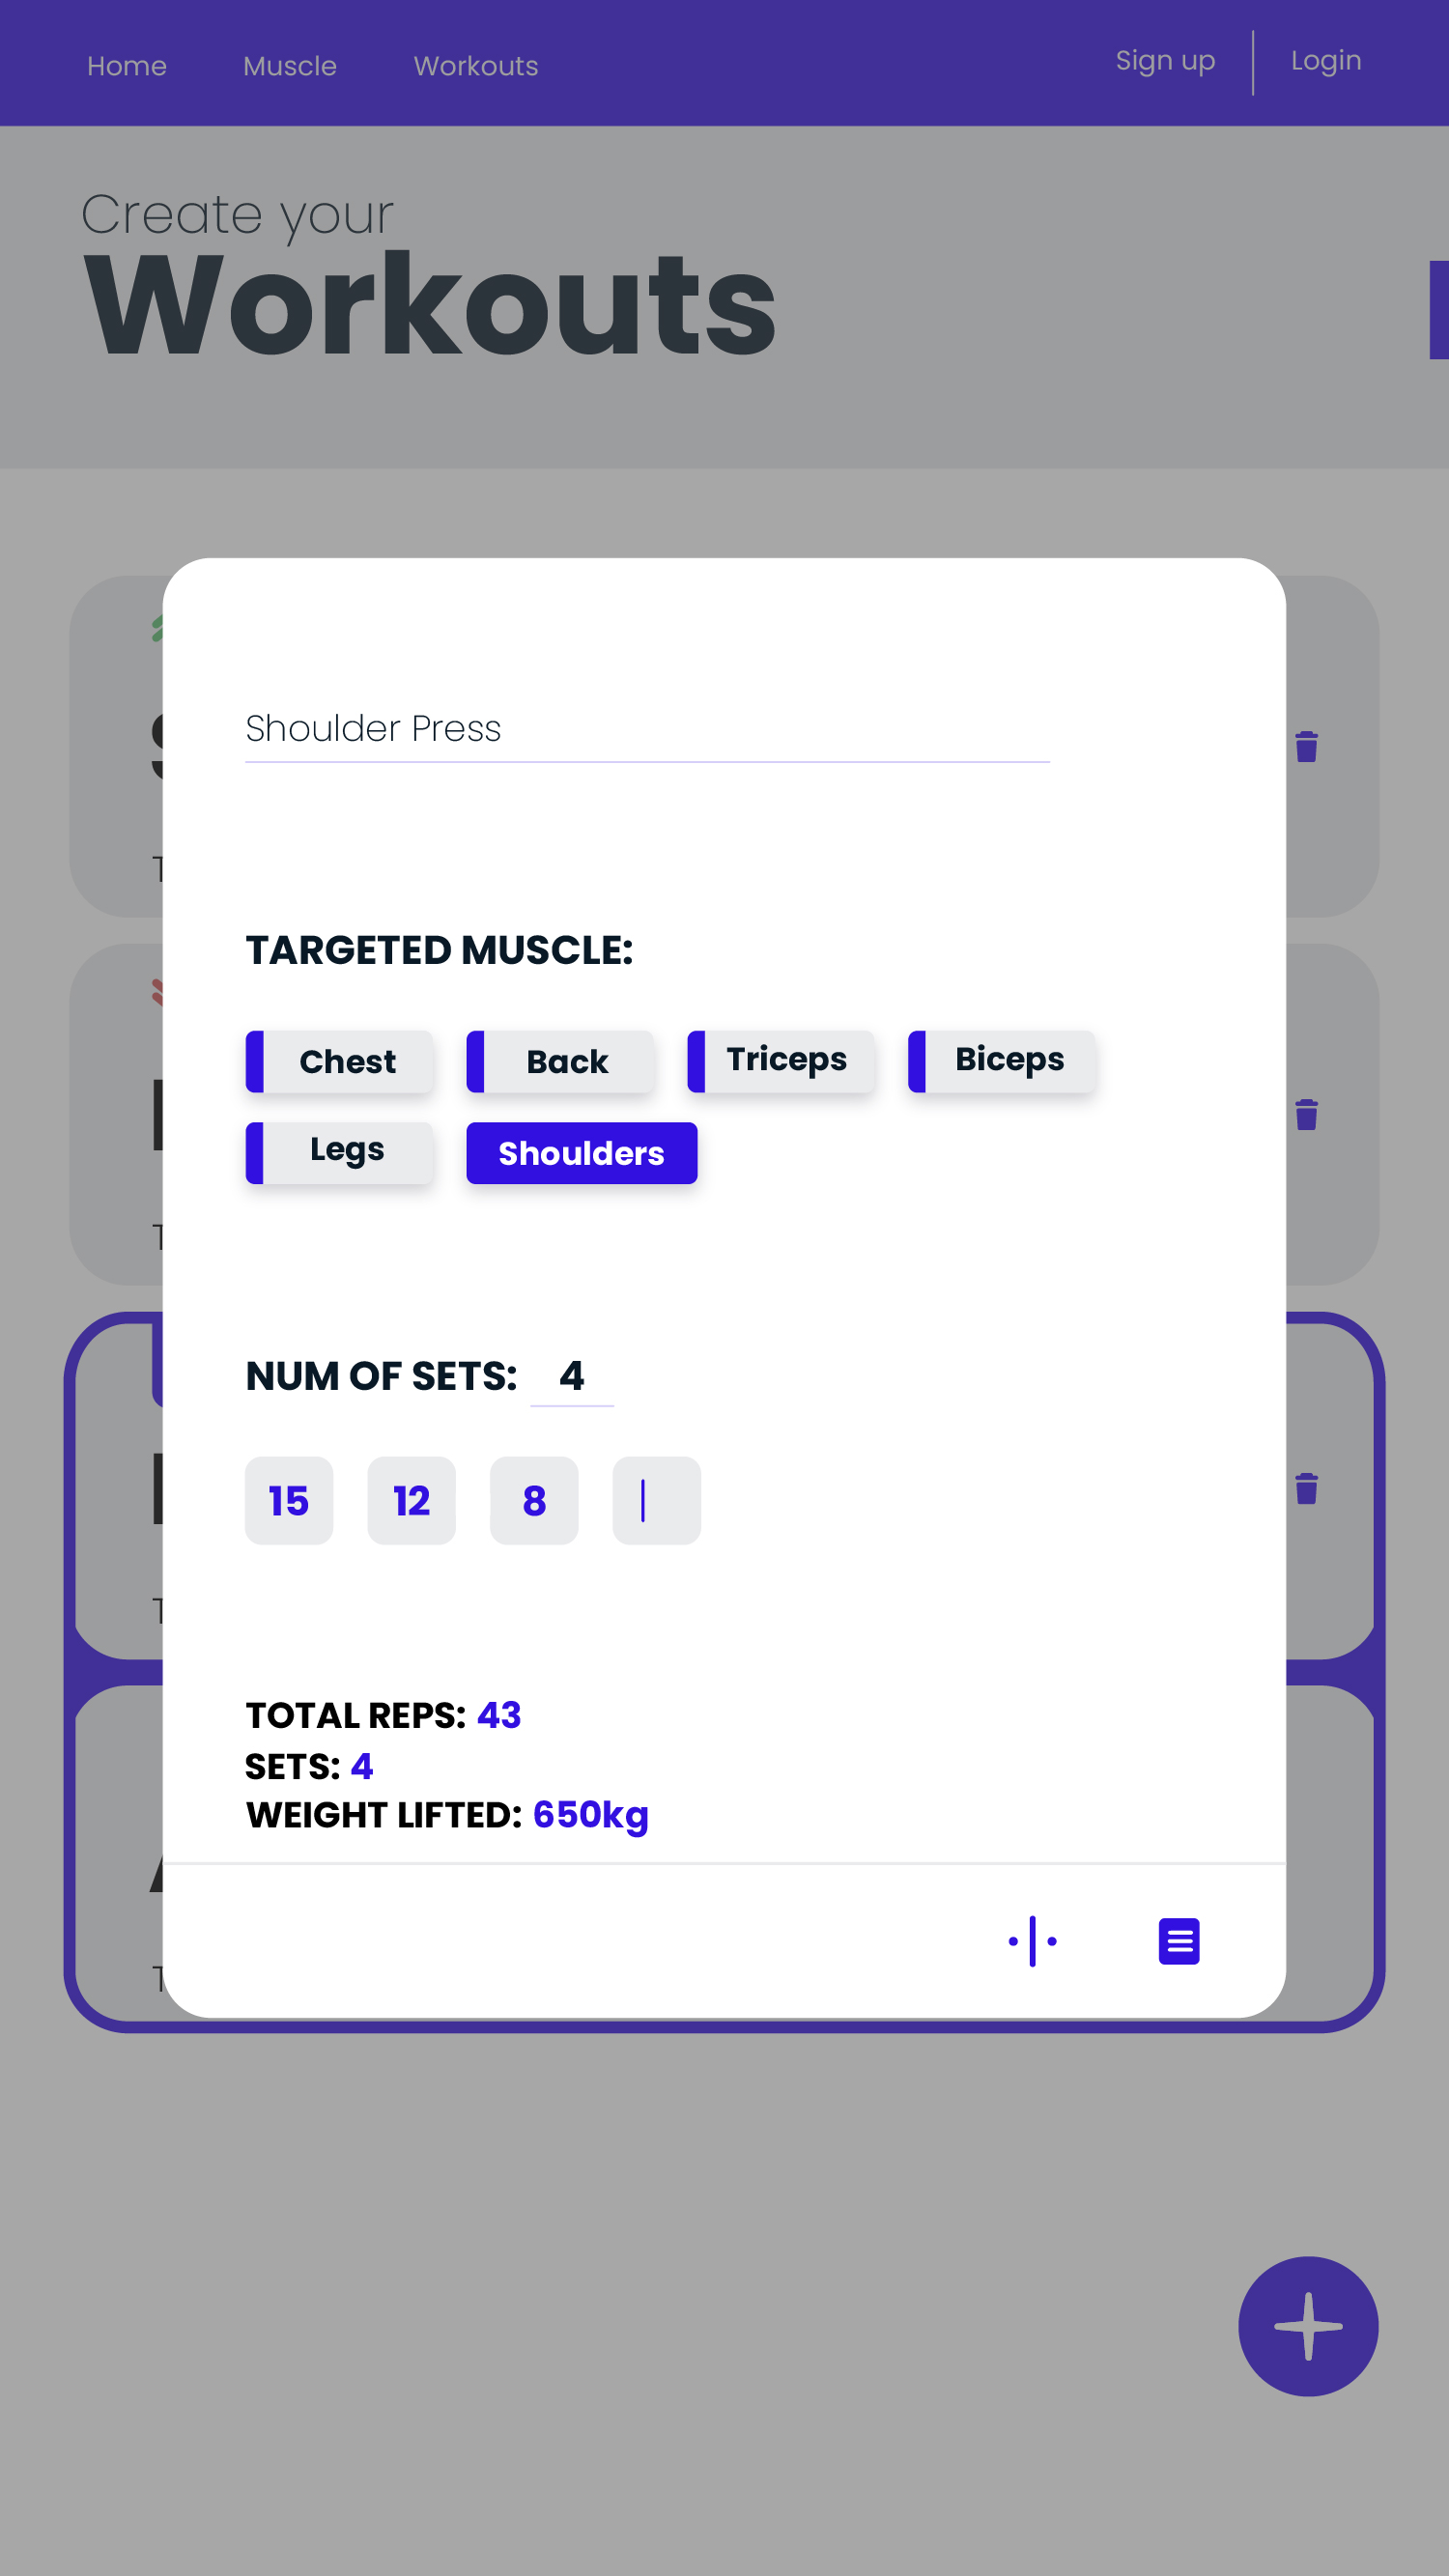 Home Muscle Workouts Sign up Login
Create your
Workouts
Shoulder Press
TARGETED MUSCLE:
Chest Back Triceps Biceps
Legs Shoulders
NUM OF SETS: 4
15 12 8
TOTAL REPS: 43
SETS: 4
WEIGHT LIFTED: 650kg